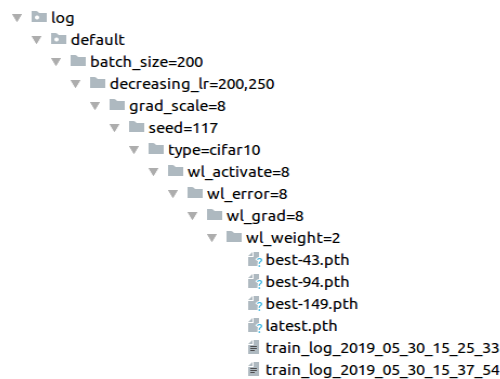 log
default
batch_size=200
decreasing_lr=200,250
grad_scale=8
seed=117
type=cifar10
wl_activate=8
wl_error=8
wl_grad=8
wl_weight=2
best-43.pth
best-94.pth
best-149.pth
latest.pth
train_log_2019_05_30_15_25_33
train_log_2019_05_30_15_37_54